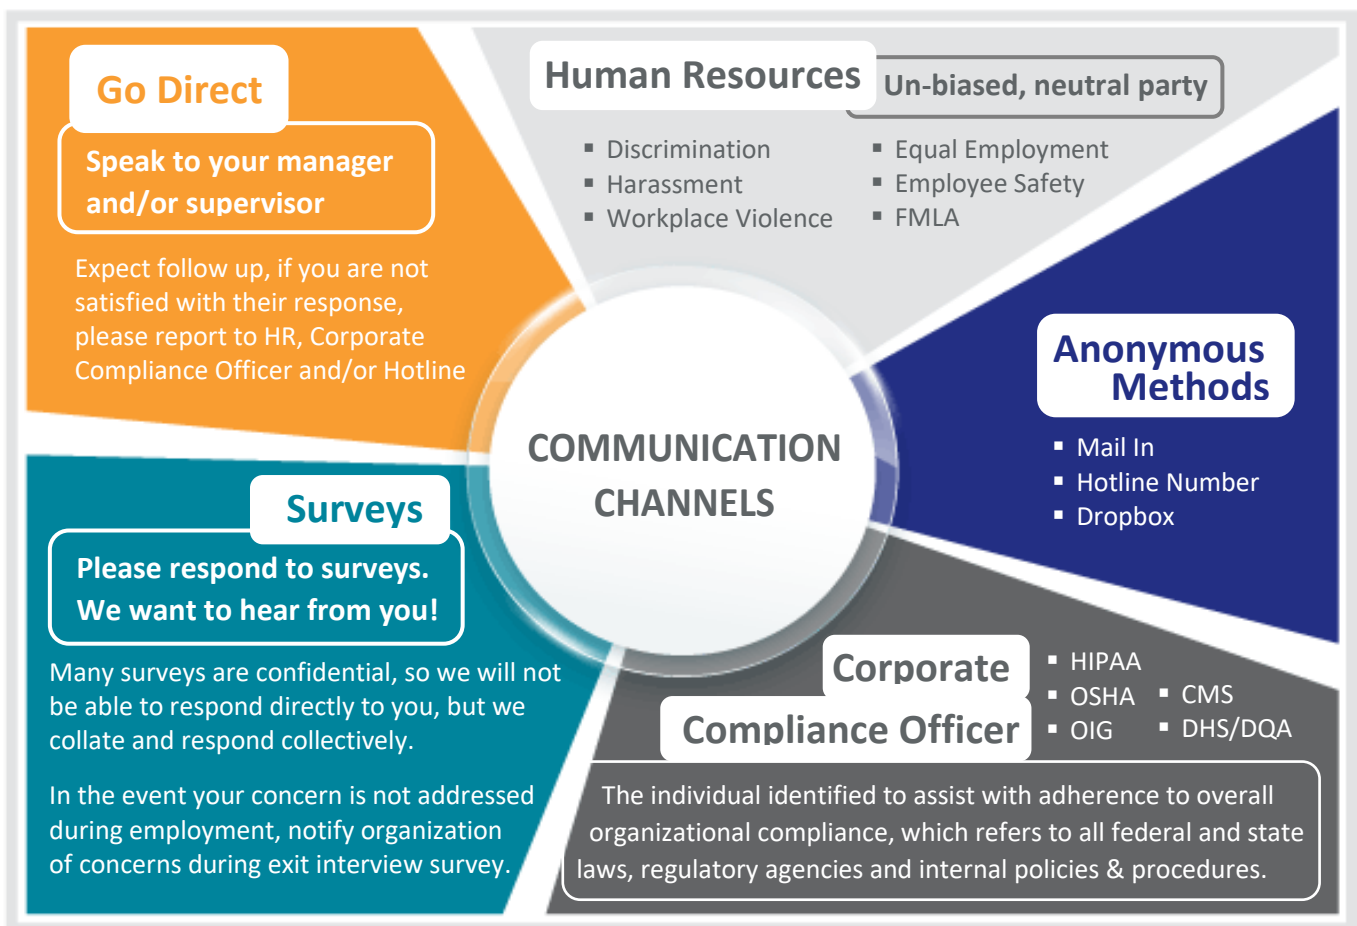 Go Direct
Speak to your manager
and/or supervisor
Expect follow up, if you are not
satisfied with their response,
please report to HR, Corporate
Compliance Officer and/or Hotline
Human Resources
Un-biased, neutral party
▪ Discrimination
▪ Harassment
▪ Workplace Violence
▪ Equal Employment
▪ Employee Safety
▪ FMLA
Anonymous
Methods
▪ Mail In
▪ Hotline Number
▪ Dropbox
COMMUNICATION
CHANNELS
Surveys
Please respond to surveys.
We want to hear from you!
Many surveys are confidential, so we will not
be able to respond directly to you, but we
collate and respond collectively.
In the event your concern is not addressed
during employment, notify organization
of concerns during exit interview survey.
Corporate
Compliance Officer
▪ HIPAA
▪ OSHA
▪ OIG
▪ CMS
▪ DHS/DQA
The individual identified to assist with adherence to overall
organizational compliance, which refers to all federal and state
laws, regulatory agencies and internal policies & procedures.